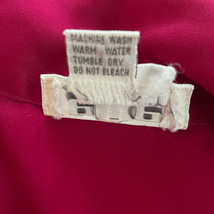 MACHINE WASH
WARM WATER
TUMBLE DRY
DO NOT BLEACH